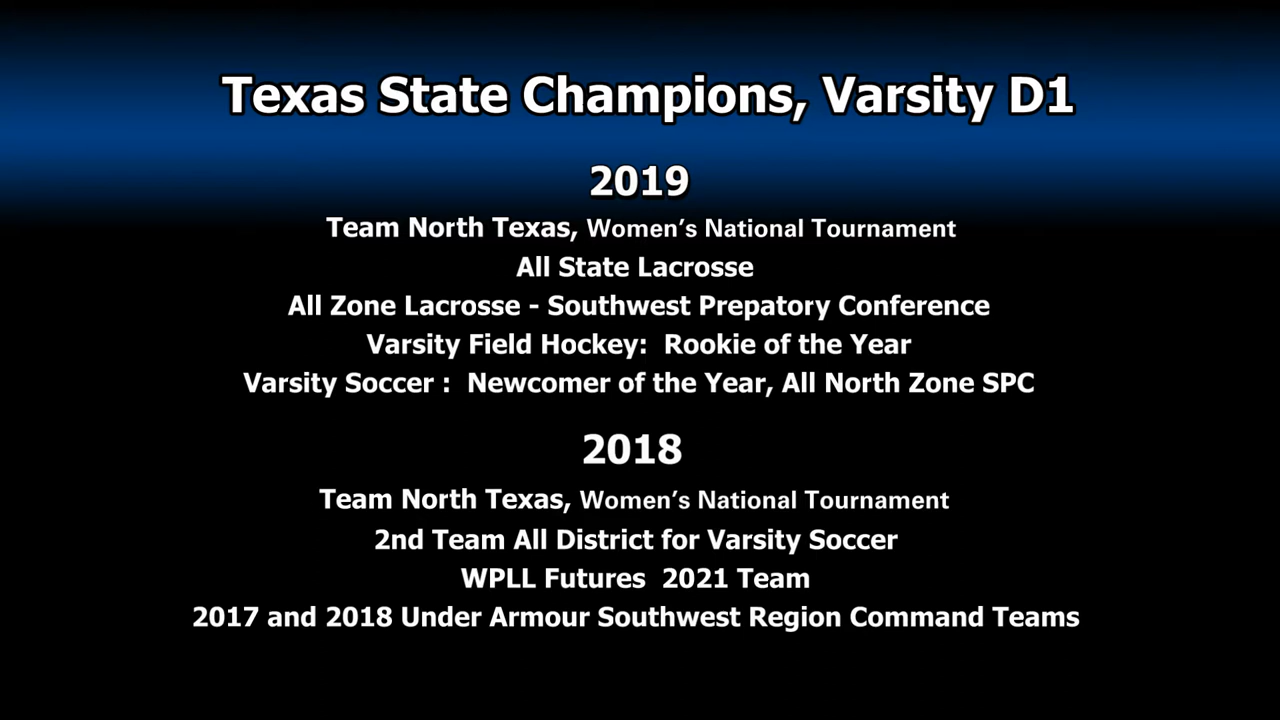 Texas State Champions, Varsity D1
2019
Team North Texas, Women's National Tournament
All State Lacrosse
All Zone Lacrosse - Southwest Prepatory Conference
Varsity Field Hockey:  Rookie of the Year
Varsity Soccer :  Newcomer of the Year, All North Zone SPC
2018
Team North Texas, Women's National Tournament
2nd Team All District for Varsity Soccer
WPLL Futures  2021 Team
2017 and 2018 Under Armour Southwest Region Command Teams